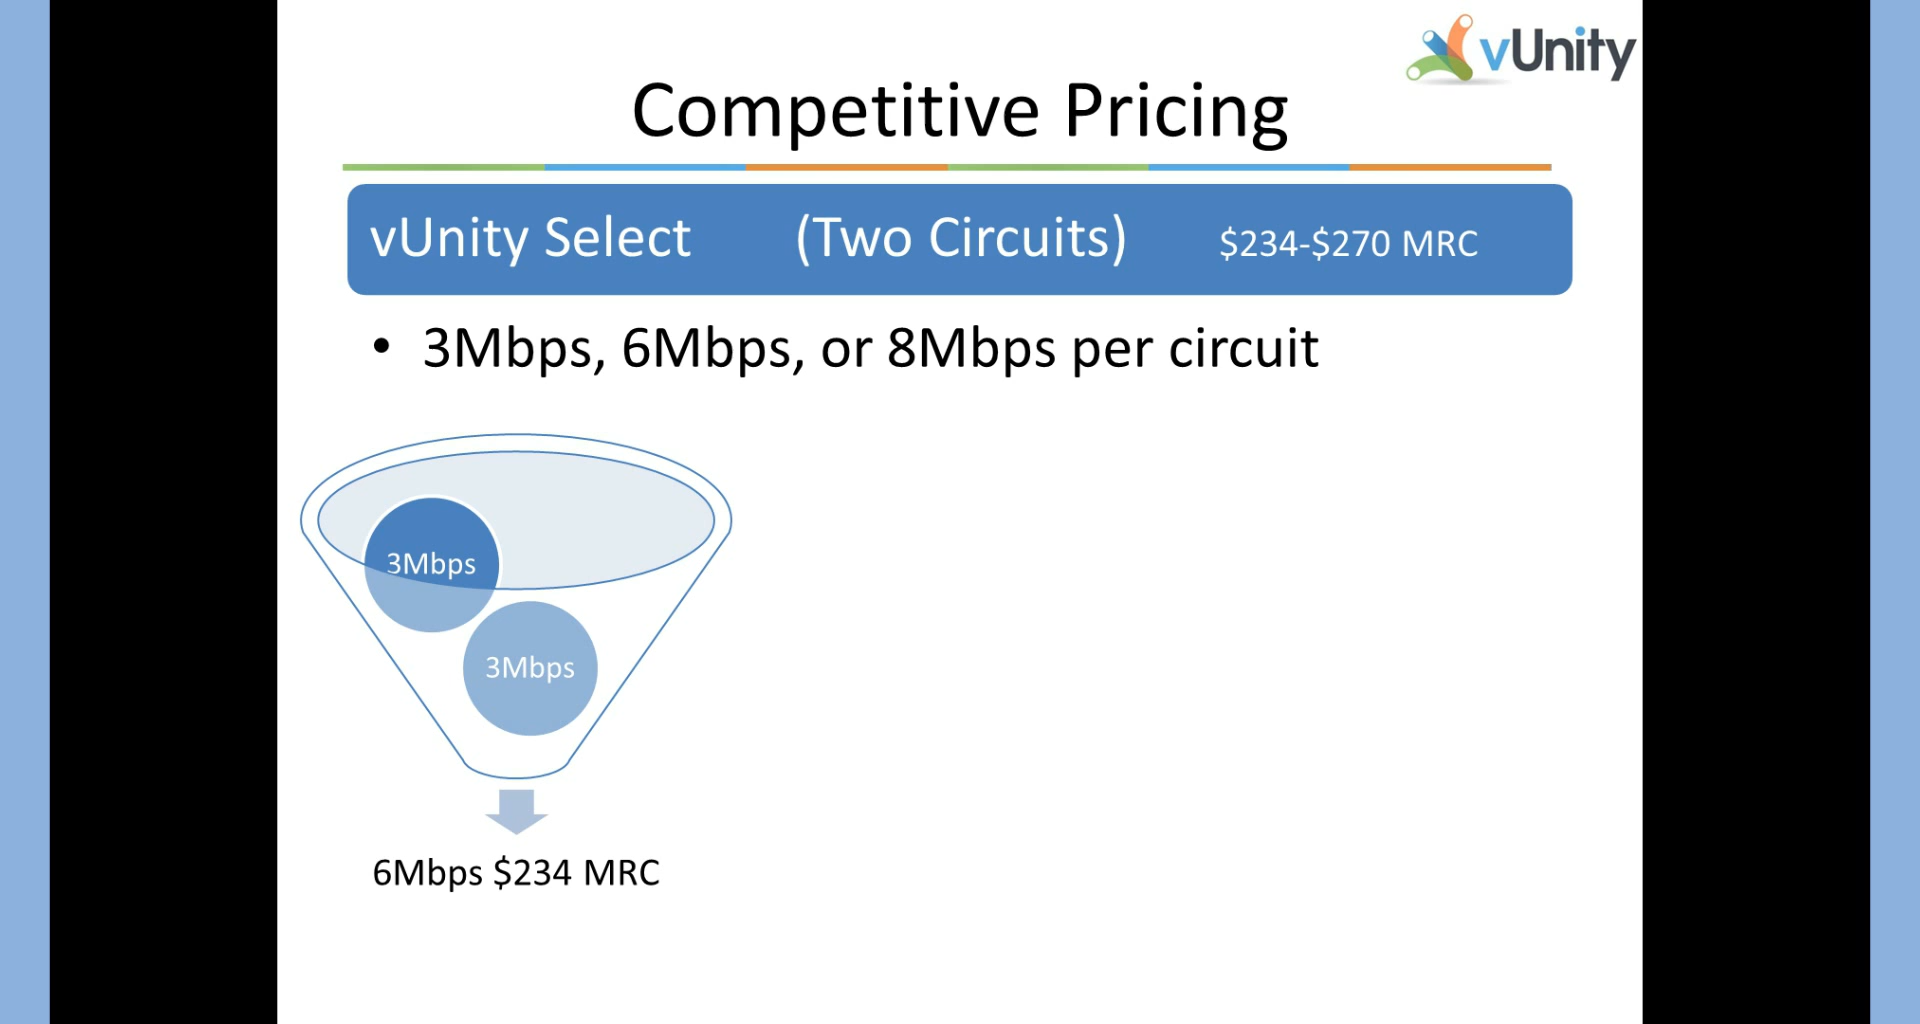 vUnity
Competitive Pricing
vUnity Select (Two Circuits) $234-$270 MRC
• 3Mbps, 6Mbps, or 8Mbps per circuit
3Mbps
3Mbps
6Mbps $234 MRC